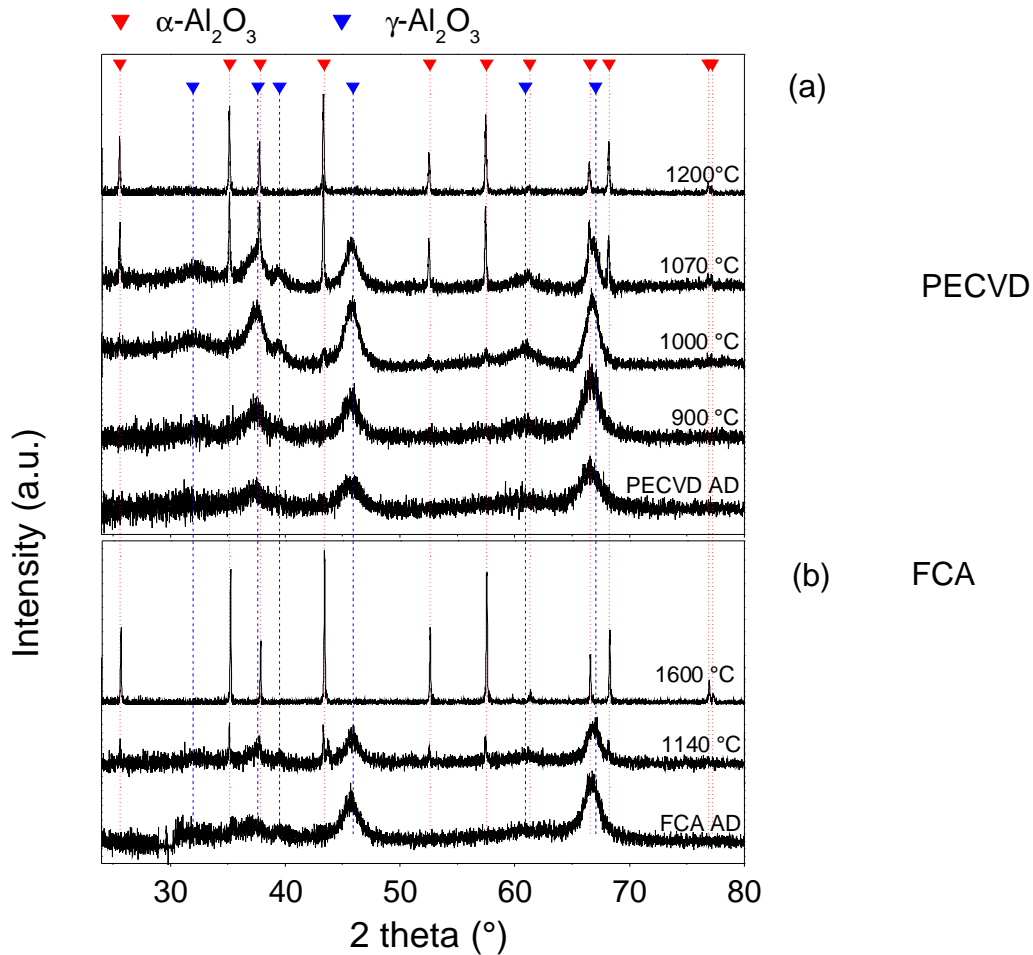 α-Al₂O₃ γ-Al₂O₃
(a)
1200°C
1070 °C
PECVD
1000 °C
900 °C
PECVD AD
Intensity (a.u.)
(b) FCA
1600 °C
1140 °C
FCA AD
30 40 50 60 70 80
2 theta (°)